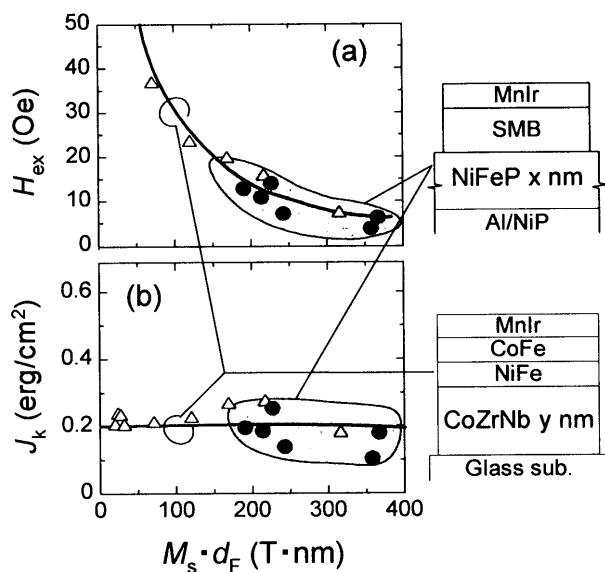 50
40
30
20
10
0
H_ex (Oe)
(a)
0.6
0.4
0.2
0.0
J_k (erg/cm²)
(b)
0 100 200 300 400
M_s · d_F (T·nm)
MnIr
SMB
NiFeP x nm
Al/NiP
MnIr
CoFe
NiFe
CoZrNb y nm
Glass sub.